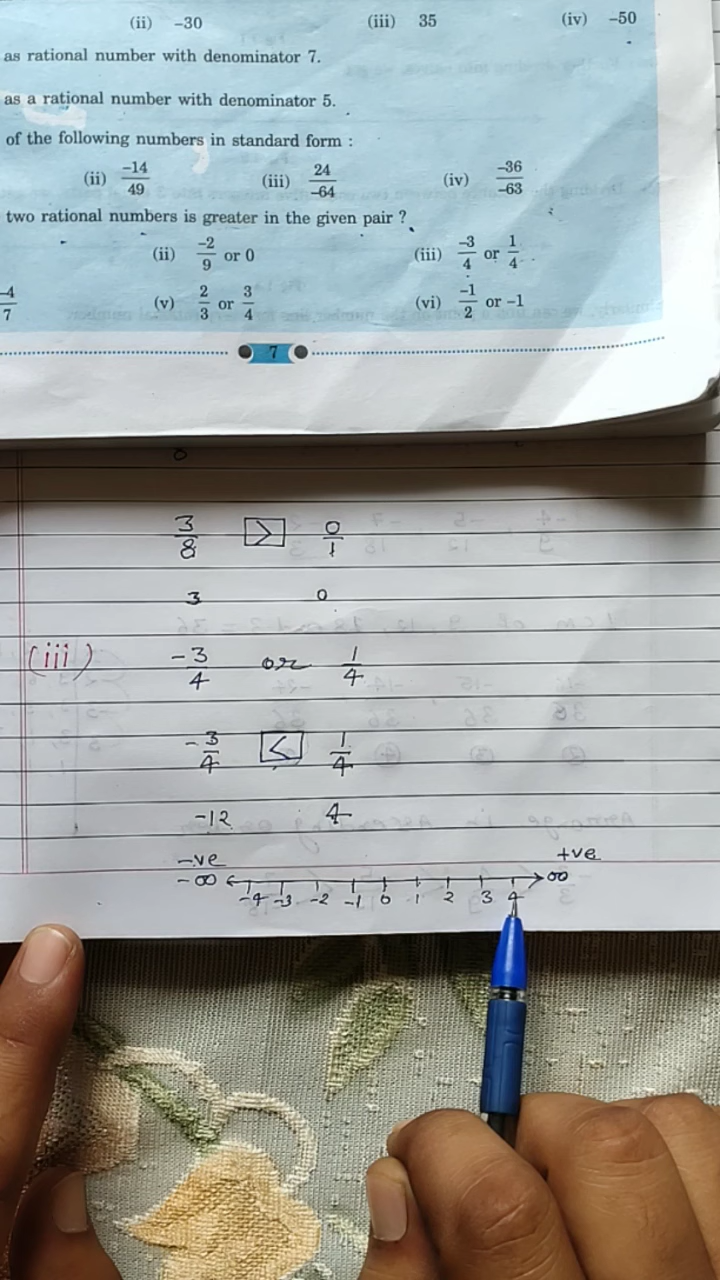 (ii) -30 (iii) 35 (iv) -50
as rational number with denominator 7.
as a rational number with denominator 5.
of the following numbers in standard form :
(ii) -14/49 (iii) 24/-64 (iv) -36/-63
two rational numbers is greater in the given pair ?
(ii) -2/9 or 0 (iii) -3/4 or 1/4
-4/7 (v) 2/3 or 3/4 (vi) -1/2 or -1
7
3/8 > 0/1
3 0
(iii) -3/4 or 1/4
-3/4 < 1/4
-12 4
-ve +ve
-∞ -4 -3 -2 -1 0 1 2 3 4 ∞